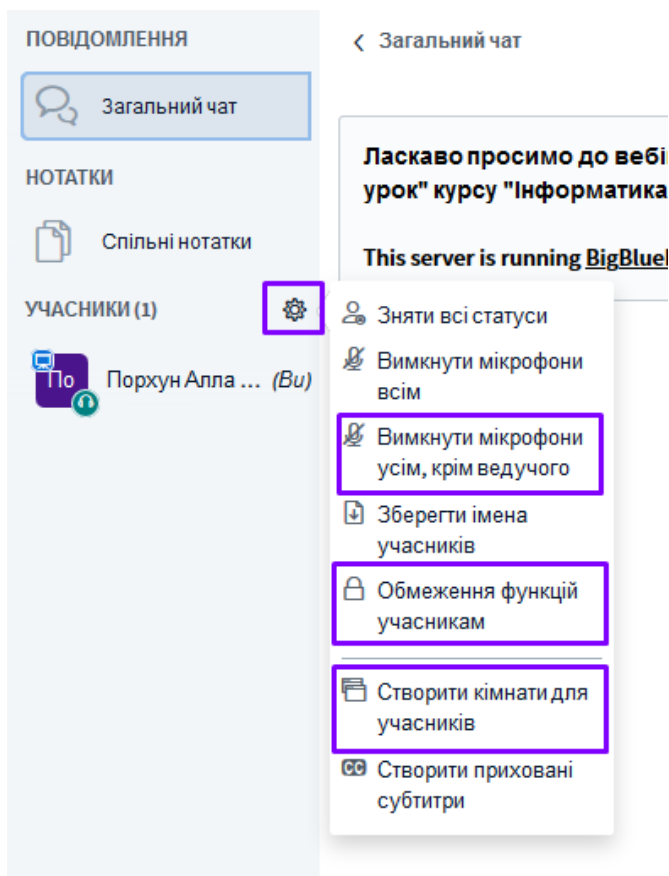 ПОВІДОМЛЕННЯ
Загальний чат
НОТАТКИ
Спільні нотатки
УЧАСНИКИ (1)
По
Порхун Алла ... (Ви)
Загальний чат
Ласкаво просимо до
урок" курсу "Інформатика
This server is running
Зняти всі статуси
Вимкнути мікрофони
всім
Вимкнути мікрофони
усім, крім ведучого
Зберегти імена
учасників
Обмеження функцій
учасникам
Створити кімнати для
учасників
CC Створити приховані
субтитри